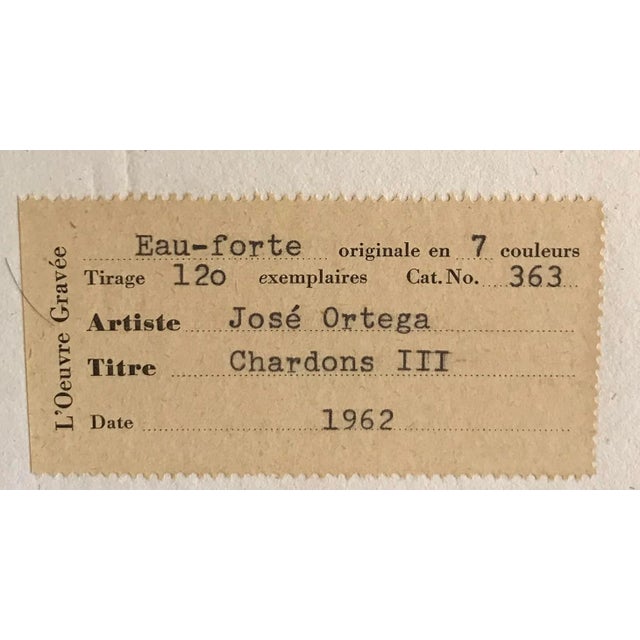 L'Oeuvre Gravée
Eau-forte originale en 7 couleurs
Tirage 120 exemplaires Cat. No. 363
Artiste José Ortega
Titre Chardons III
Date 1962